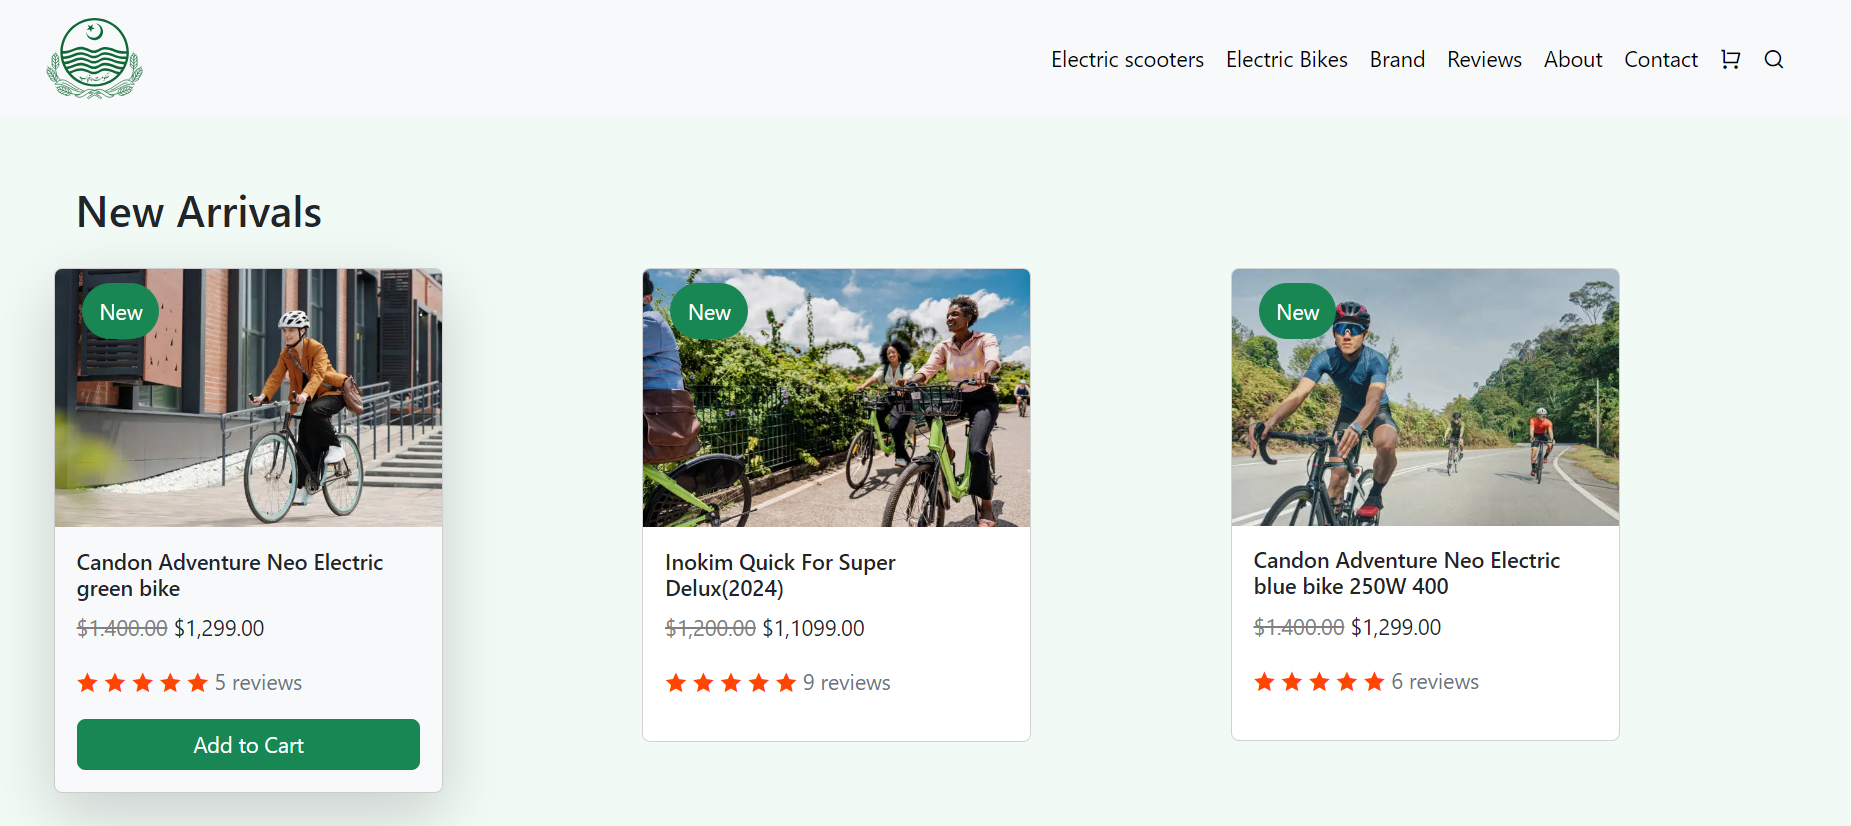 Electric scooters Electric Bikes Brand Reviews About Contact
New Arrivals
New
Candon Adventure Neo Electric
green bike
$1.400.00 $1,299.00
5 reviews
Add to Cart
New
Inokim Quick For Super
Delux(2024)
$1,200.00 $1,1099.00
9 reviews
New
Candon Adventure Neo Electric
blue bike 250W 400
$1.400.00 $1,299.00
6 reviews